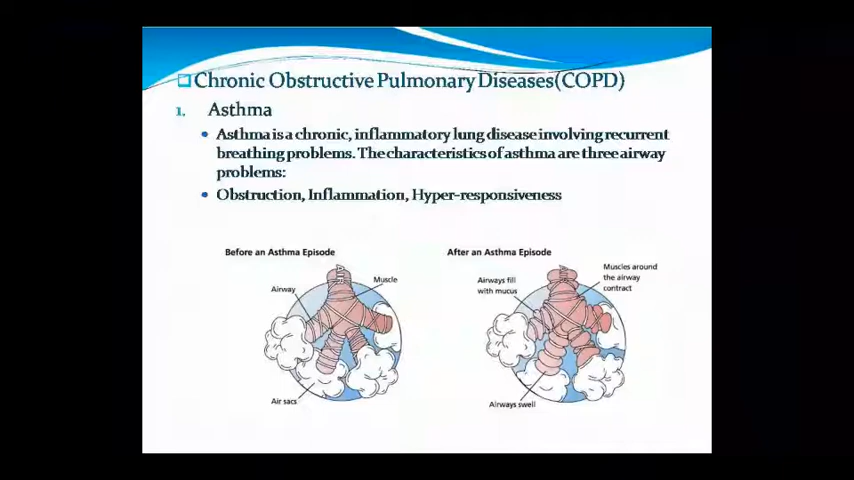 Chronic Obstructive Pulmonary Diseases(COPD)
1. Asthma
• Asthma is a chronic, inflammatory lung disease involving recurrent
breathing problems. The characteristics of asthma are three airway
problems:
• Obstruction, Inflammation, Hyper-responsiveness
Before an Asthma Episode
Airway
Muscle
Air sacs
After an Asthma Episode
Airways fill
with mucus
Muscles around
the airway
contract
Airways swell